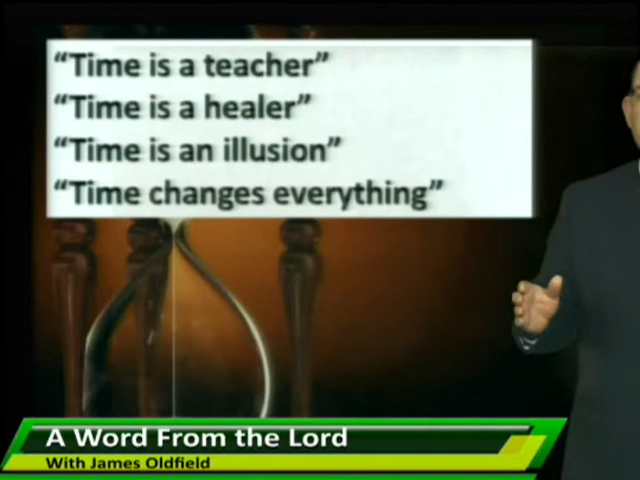 “Time is a teacher”
“Time is a healer”
“Time is an illusion”
“Time changes everything”
A Word From the Lord
With James Oldfield